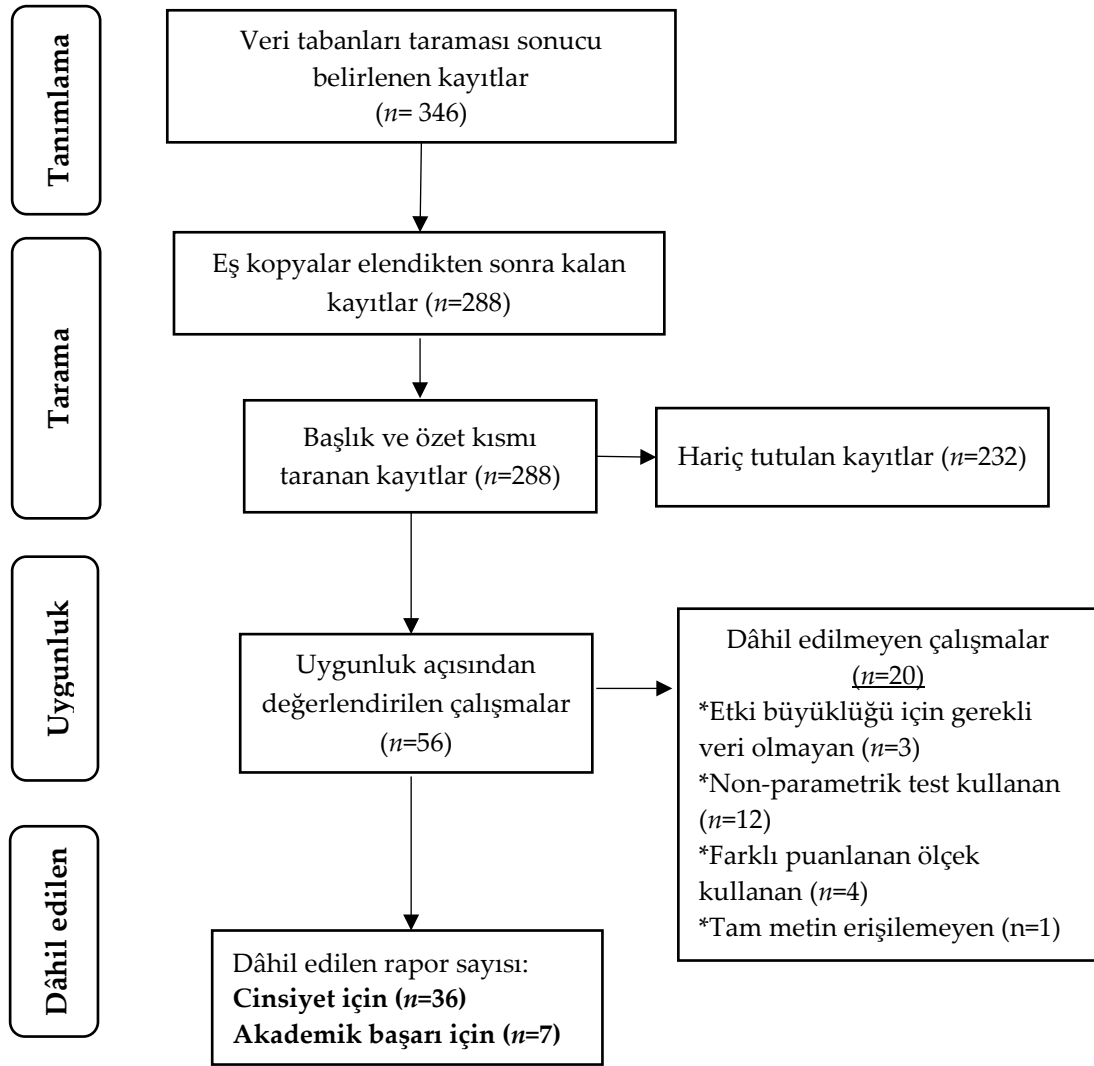 Tanımlama
Veri tabanları taraması sonucu
belirlenen kayıtlar
(n= 346)
Tarama
Eş kopyalar elendikten sonra kalan
kayıtlar (n=288)
Başlık ve özet kısmı
taranan kayıtlar (n=288)
Hariç tutulan kayıtlar (n=232)
Uygunluk
Uygunluk açısından
değerlendirilen çalışmalar
(n=56)
Dâhil edilmeyen çalışmalar
(n=20)
*Etki büyüklüğü için gerekli
veri olmayan (n=3)
*Non-parametrik test kullanan
(n=12)
*Farklı puanlanan ölçek
kullanan (n=4)
*Tam metin erişilemeyen (n=1)
Dâhil edilen
Dâhil edilen rapor sayısı:
Cinsiyet için (n=36)
Akademik başarı için (n=7)